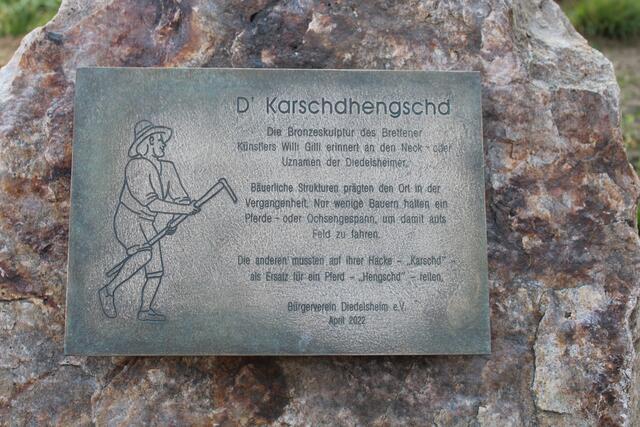 D' Karschdhengschd
Die Bronzeskulptur des Brettener
Künstlers Willi Gilli erinnert an den Neck - oder
Uznamen der Diedelsheimer.
Bäuerliche Strukturen prägten den Ort in der
Vergangenheit. Nur wenige Bauern hatten ein
Pferde - oder Ochsengespann, um damit aufs
Feld zu fahren.
Die anderen mussten auf ihrer Hacke - „Karschd" -
als Ersatz für ein Pferd - „Hengschd" - reiten.
Bürgerverein Diedelsheim e.V.
April 2022